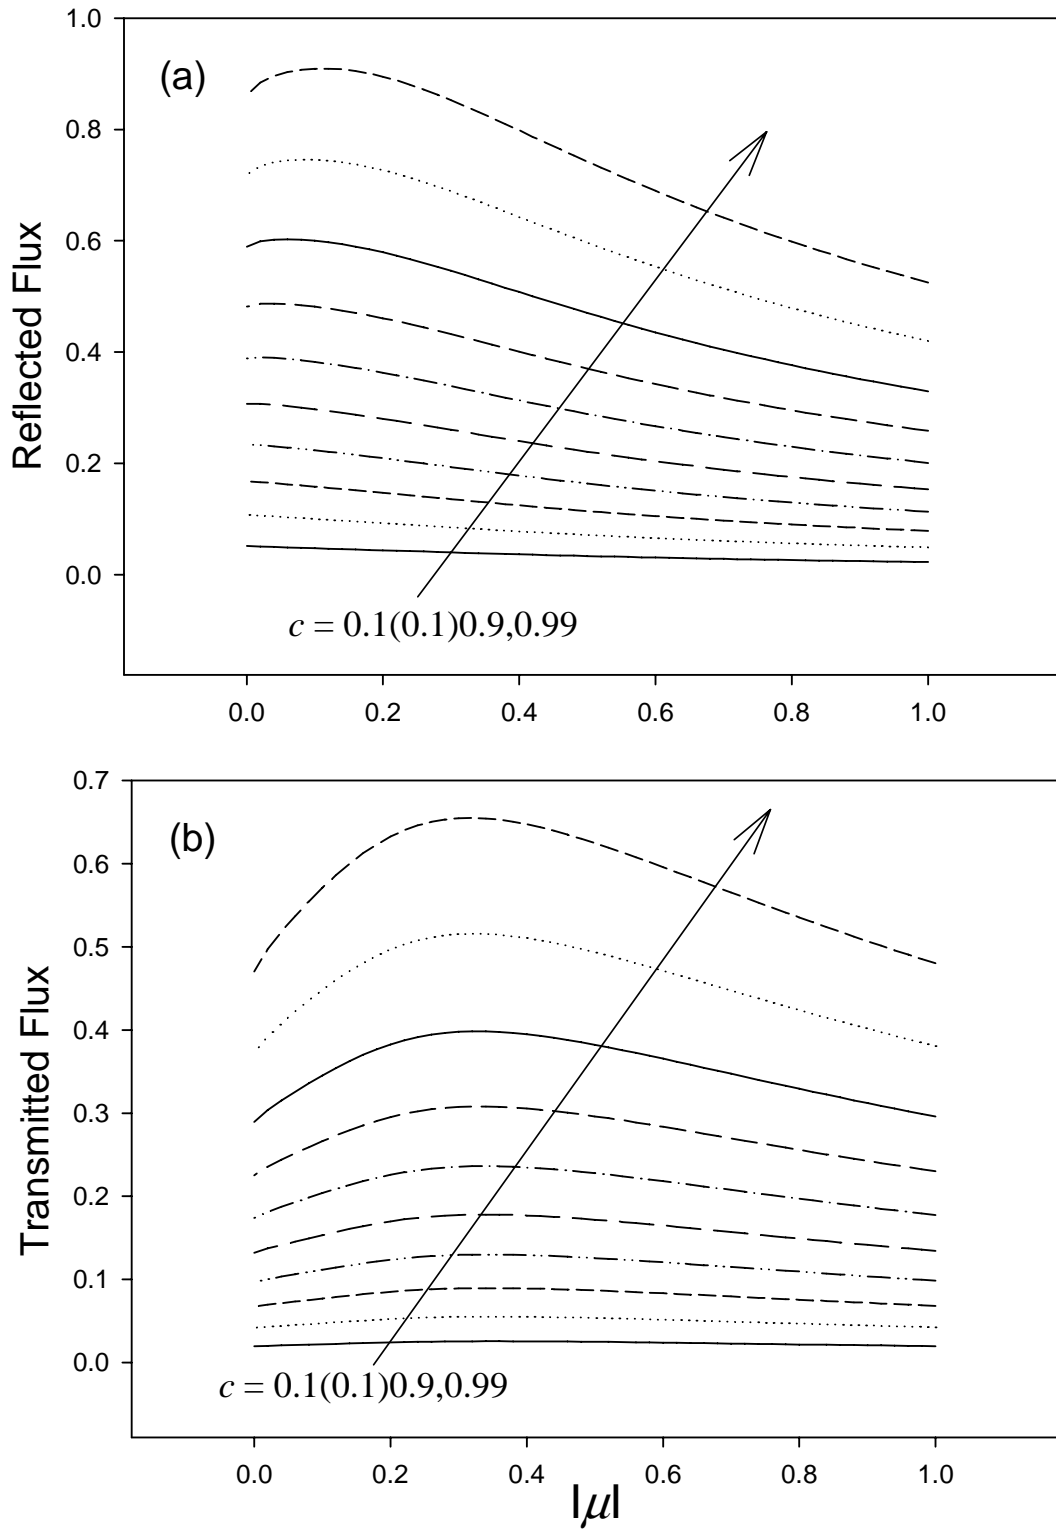 1.0
(a)
0.8
0.6
Reflected Flux
0.4
0.2
0.0
c = 0.1(0.1)0.9,0.99
0.0 0.2 0.4 0.6 0.8 1.0
0.7
(b)
0.6
0.5
0.4
Transmitted Flux
0.3
0.2
0.1
0.0
c = 0.1(0.1)0.9,0.99
0.0 0.2 0.4 0.6 0.8 1.0
|μ|